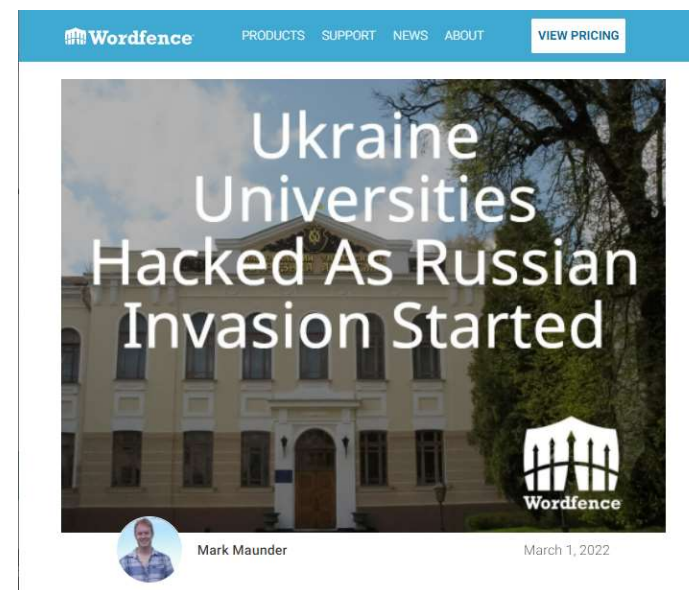 Wordfence
PRODUCTS SUPPORT NEWS ABOUT VIEW PRICING
Ukraine
Universities
Hacked As Russian
Invasion Started
Wordfence
Mark Maunder March 1, 2022